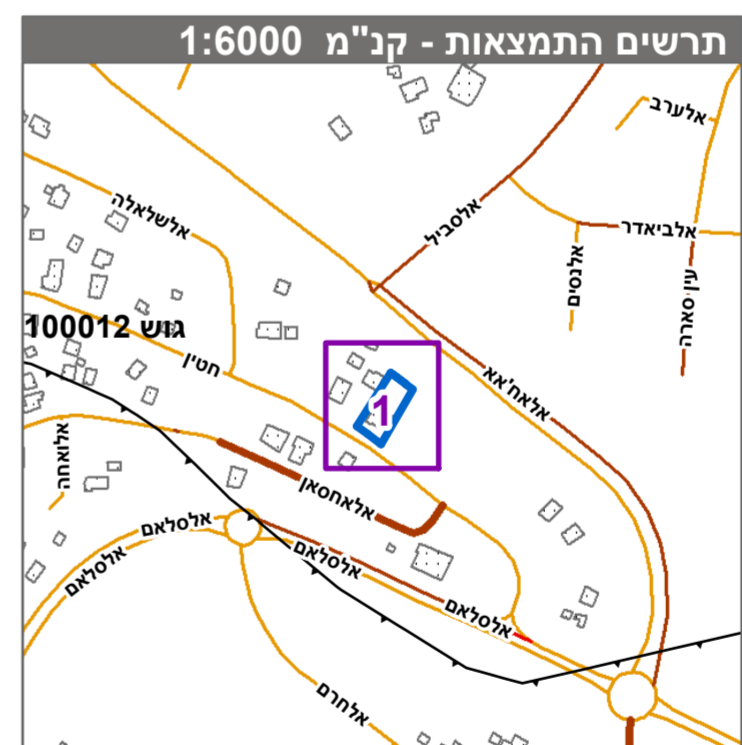 תרשים התמצאות - קנ"מ 1:6000
אלערב
אלשלאלה
אלסביל
אלביאדר
אלנסים
עין סארה
גוש 100012
חטין
אלאח'אא
1
אלואחה
אלאחסאן
אלסלאם
אלסלאם
אלסלאם
אלסלאם
אלחרם